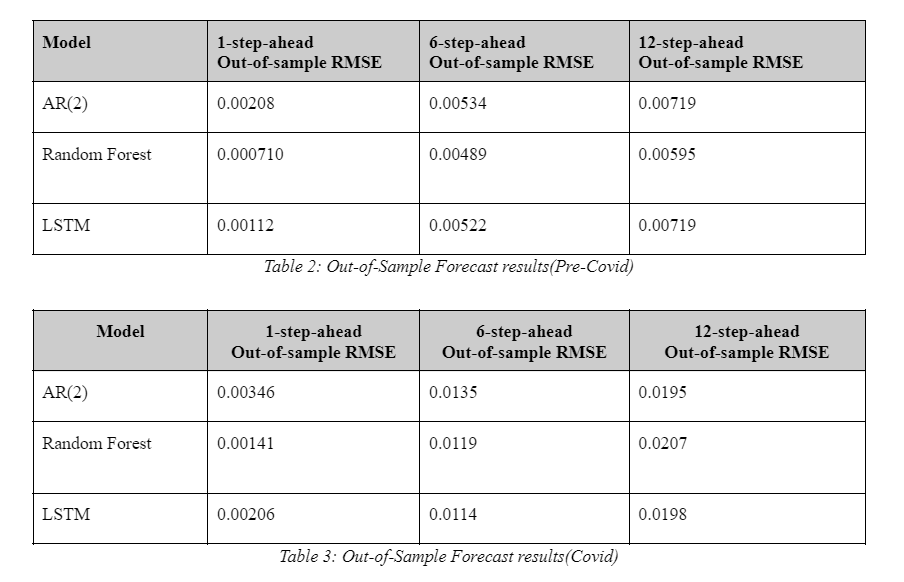 Model 1-step-ahead 6-step-ahead 12-step-ahead
Out-of-sample RMSE Out-of-sample RMSE Out-of-sample RMSE
AR(2) 0.00208 0.00534 0.00719
Random Forest 0.000710 0.00489 0.00595
LSTM 0.00112 0.00522 0.00719
Table 2: Out-of-Sample Forecast results(Pre-Covid)
Model 1-step-ahead 6-step-ahead 12-step-ahead
Out-of-sample RMSE Out-of-sample RMSE Out-of-sample RMSE
AR(2) 0.00346 0.0135 0.0195
Random Forest 0.00141 0.0119 0.0207
LSTM 0.00206 0.0114 0.0198
Table 3: Out-of-Sample Forecast results(Covid)